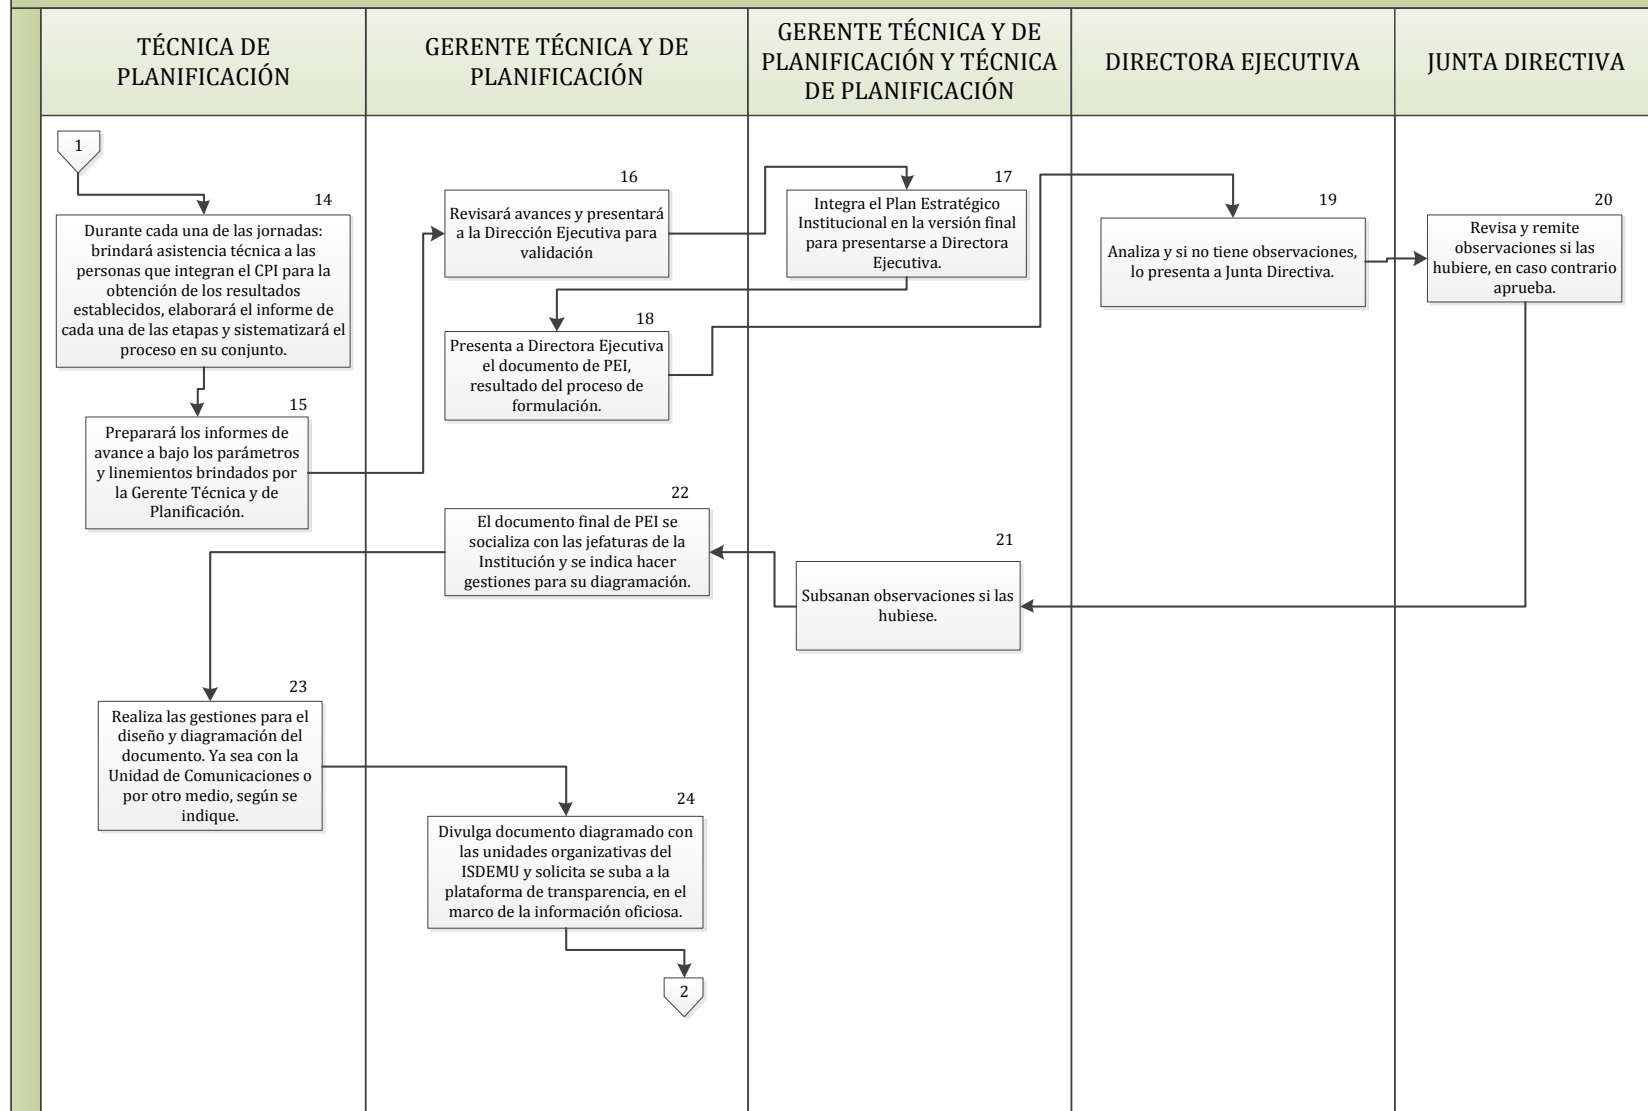 TÉCNICA DE
PLANIFICACIÓN
GERENTE TÉCNICA Y DE
PLANIFICACIÓN
GERENTE TÉCNICA Y DE
PLANIFICACIÓN Y TÉCNICA
DE PLANIFICACIÓN
DIRECTORA EJECUTIVA
JUNTA DIRECTIVA
1
14
Durante cada una de las jornadas:
brindará asistencia técnica a las
personas que integran el CPI para la
obtención de los resultados
establecidos, elaborará el informe de
cada una de las etapas y sistematizará el
proceso en su conjunto.
15
Preparará los informes de
avance a bajo los parámetros
y linemientos brindados por
la Gerente Técnica y de
Planificación.
16
Revisará avances y presentará
a la Dirección Ejecutiva para
validación
17
Integra el Plan Estratégico
Institucional en la versión final
para presentarse a Directora
Ejecutiva.
18
Presenta a Directora Ejecutiva
el documento de PEI,
resultado del proceso de
formulación.
19
Analiza y si no tiene observaciones,
lo presenta a Junta Directiva.
20
Revisa y remite
observaciones si las
hubiere, en caso contrario
aprueba.
21
Subsanan observaciones si las
hubiese.
22
El documento final de PEI se
socializa con las jefaturas de la
Institución y se indica hacer
gestiones para su diagramación.
23
Realiza las gestiones para el
diseño y diagramación del
documento. Ya sea con la
Unidad de Comunicaciones o
por otro medio, según se
indique.
24
Divulga documento diagramado con
las unidades organizativas del
ISDEMU y solicita se suba a la
plataforma de transparencia, en el
marco de la información oficiosa.
2